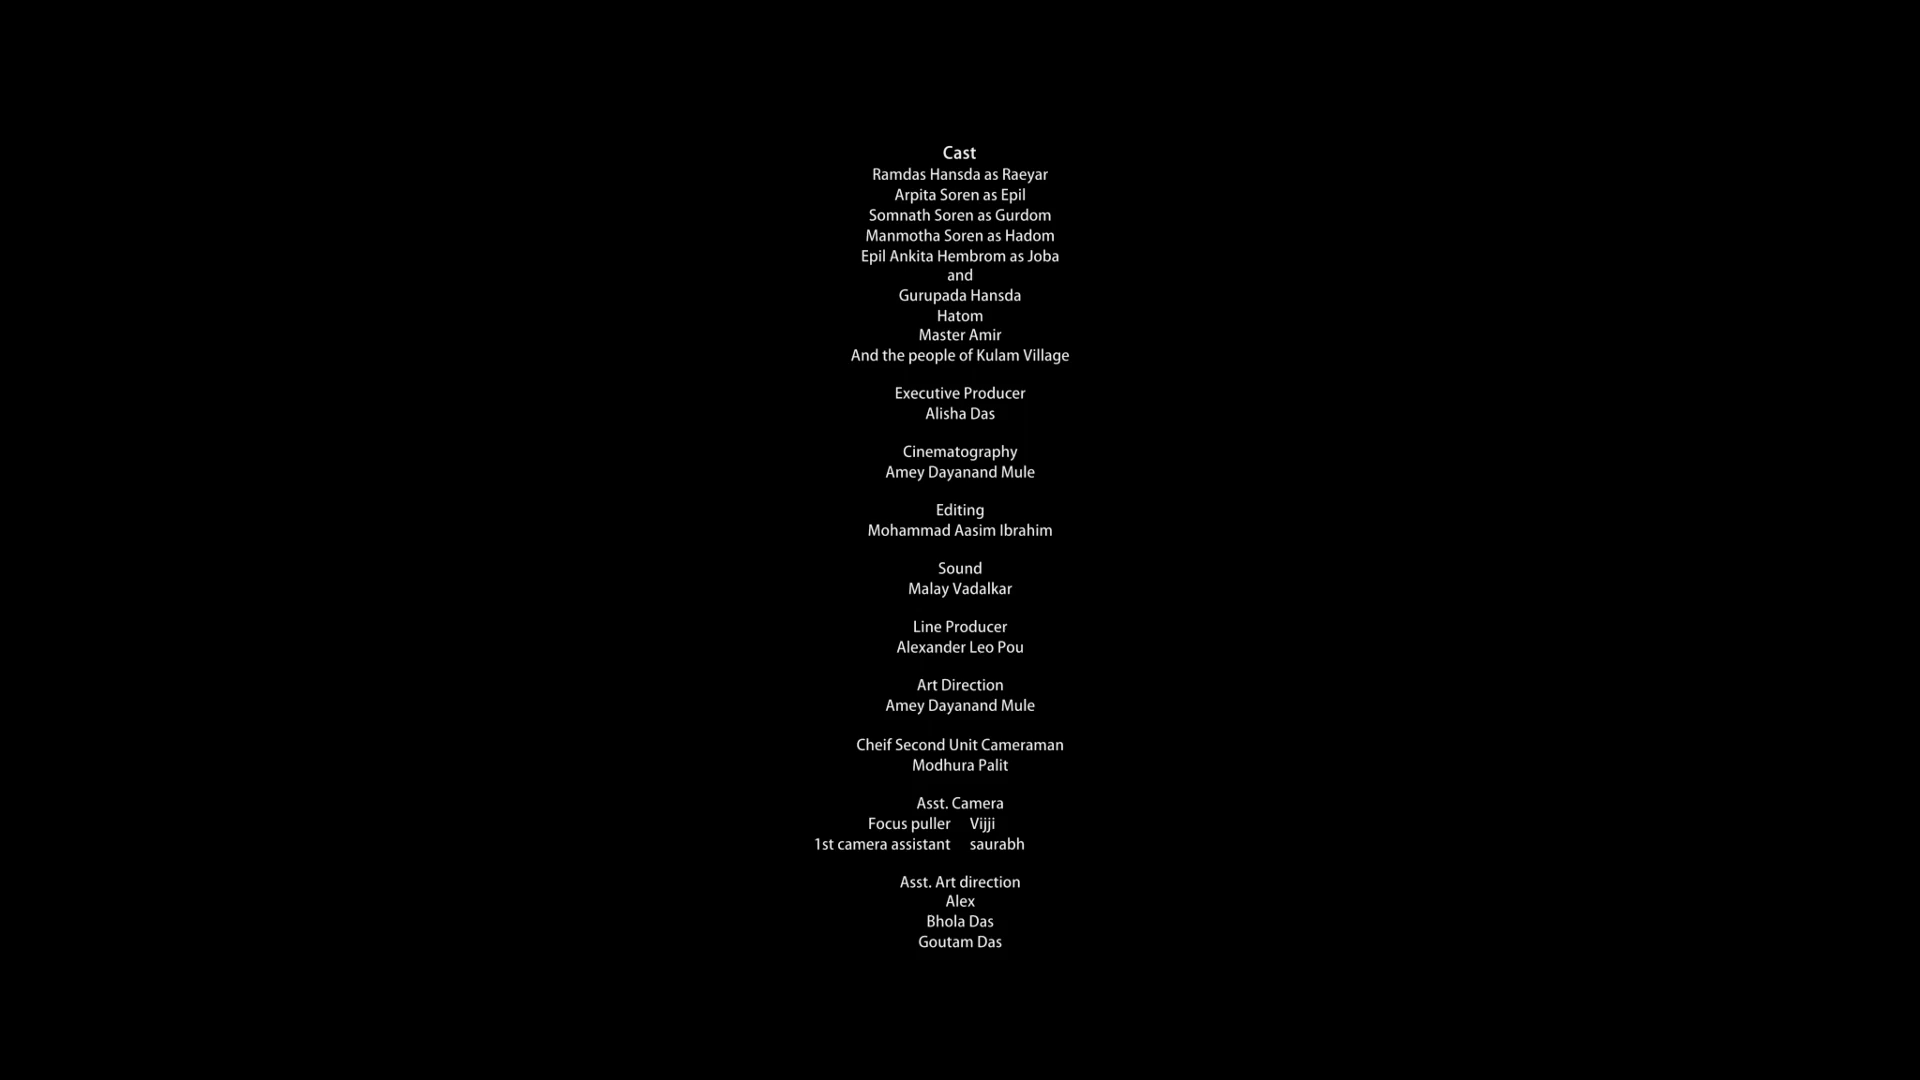 Cast
Ramdas Hansda as Raeyar
Arpita Soren as Epil
Somnath Soren as Gurdom
Manmotha Soren as Hadom
Epil Ankita Hembrom as Joba
and
Gurupada Hansda
Hatom
Master Amir
And the people of Kulam Village
Executive Producer
Alisha Das
Cinematography
Amey Dayanand Mule
Editing
Mohammad Aasim Ibrahim
Sound
Malay Vadalkar
Line Producer
Alexander Leo Pou
Art Direction
Amey Dayanand Mule
Cheif Second Unit Cameraman
Modhura Palit
Asst. Camera
Focus puller Vijji
1st camera assistant saurabh
Asst. Art direction
Alex
Bhola Das
Goutam Das